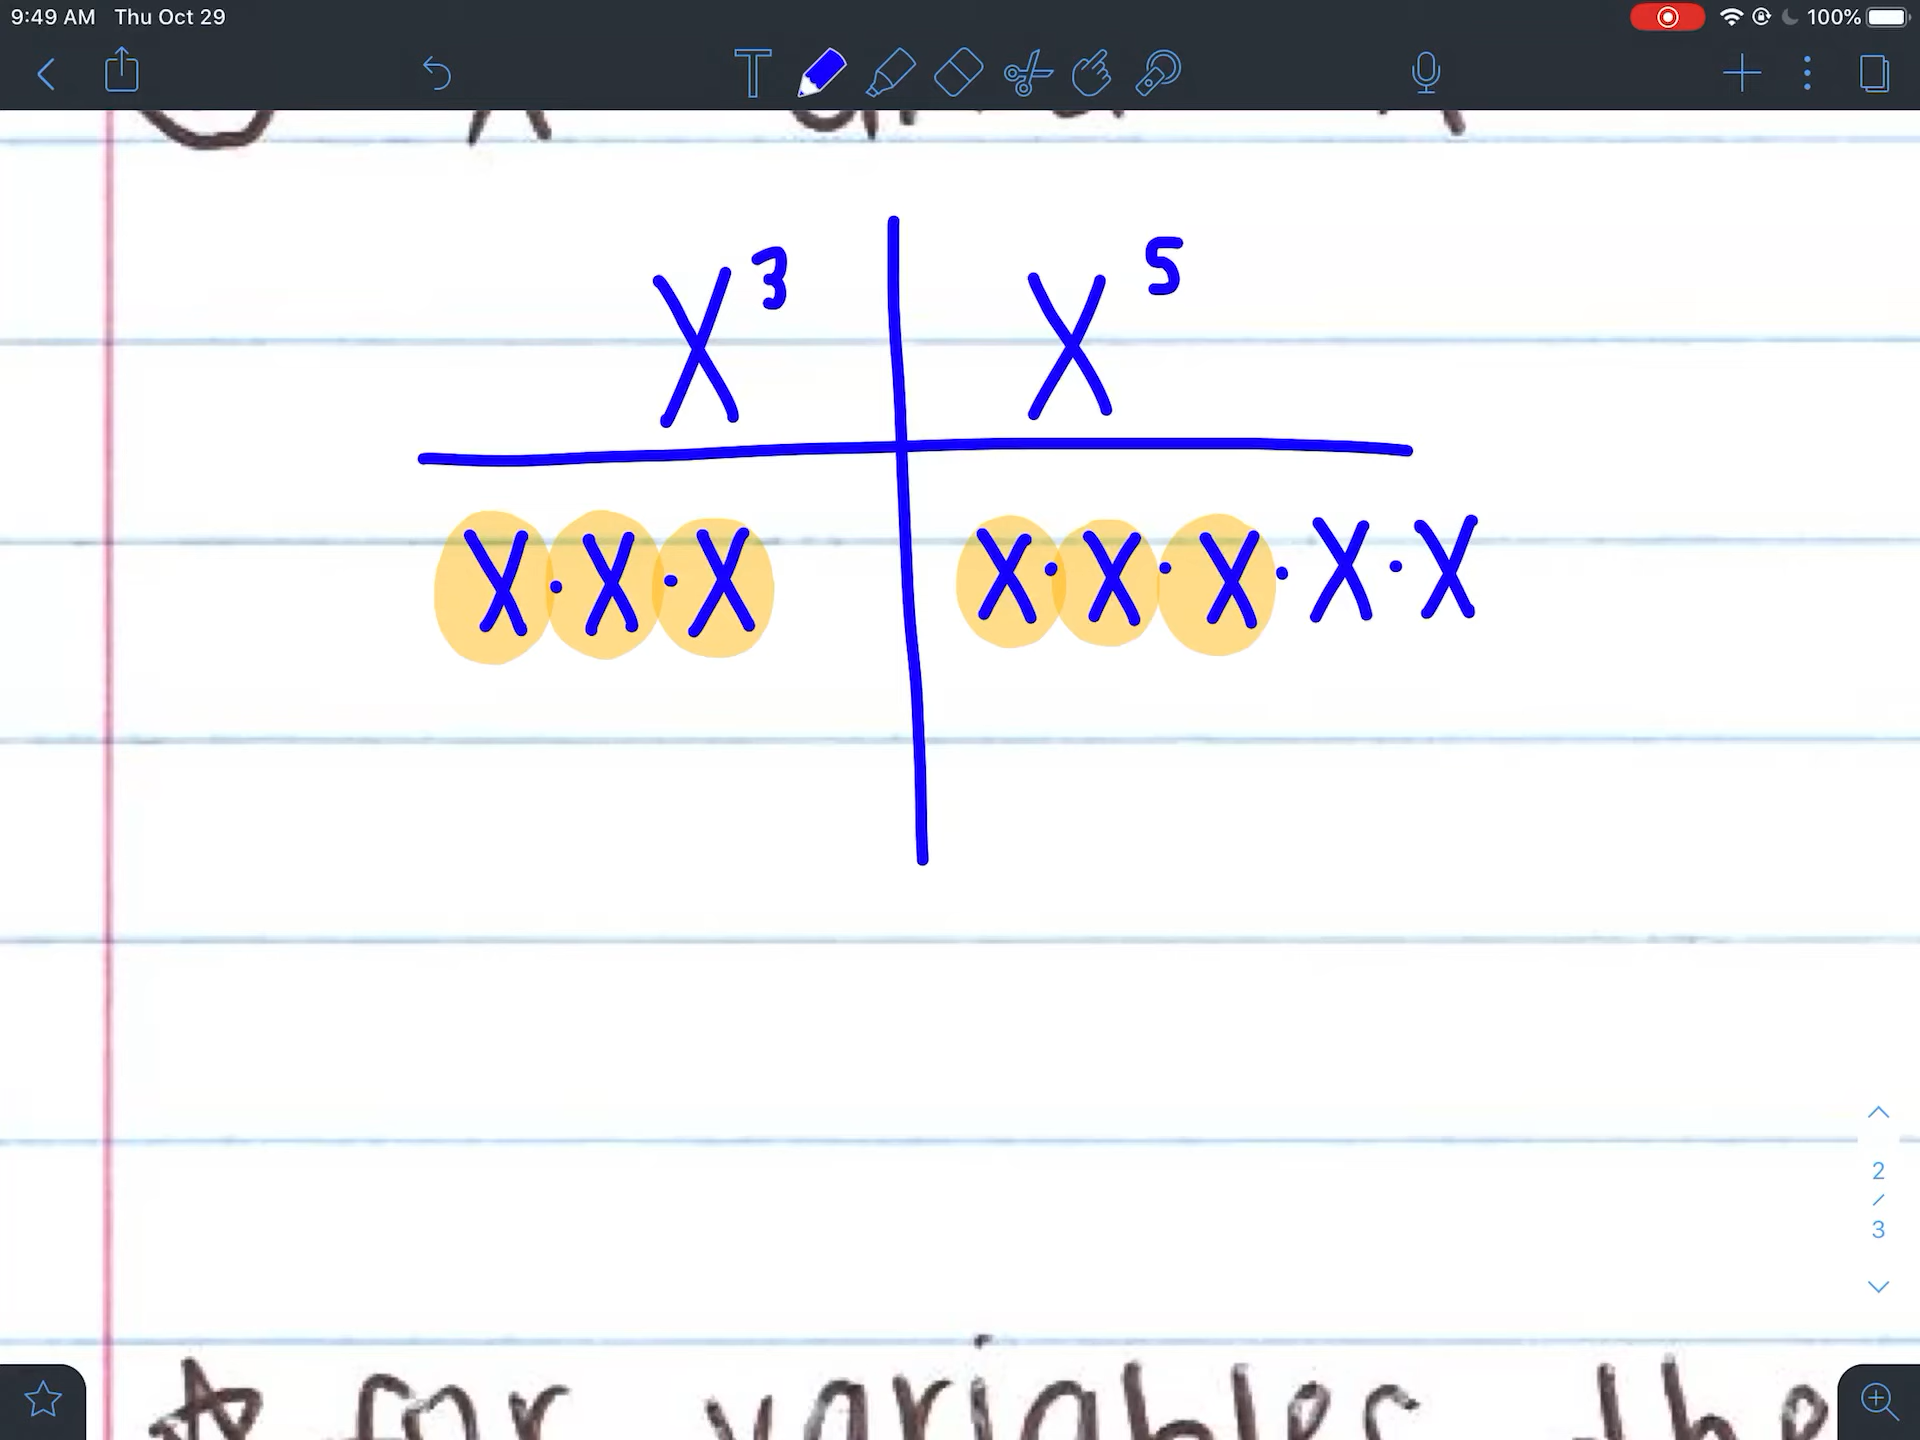 9:49 AM Thu Oct 29
100%
X³ X⁵
X·X·X X·X·X·X·X
2
/
3
for variables the